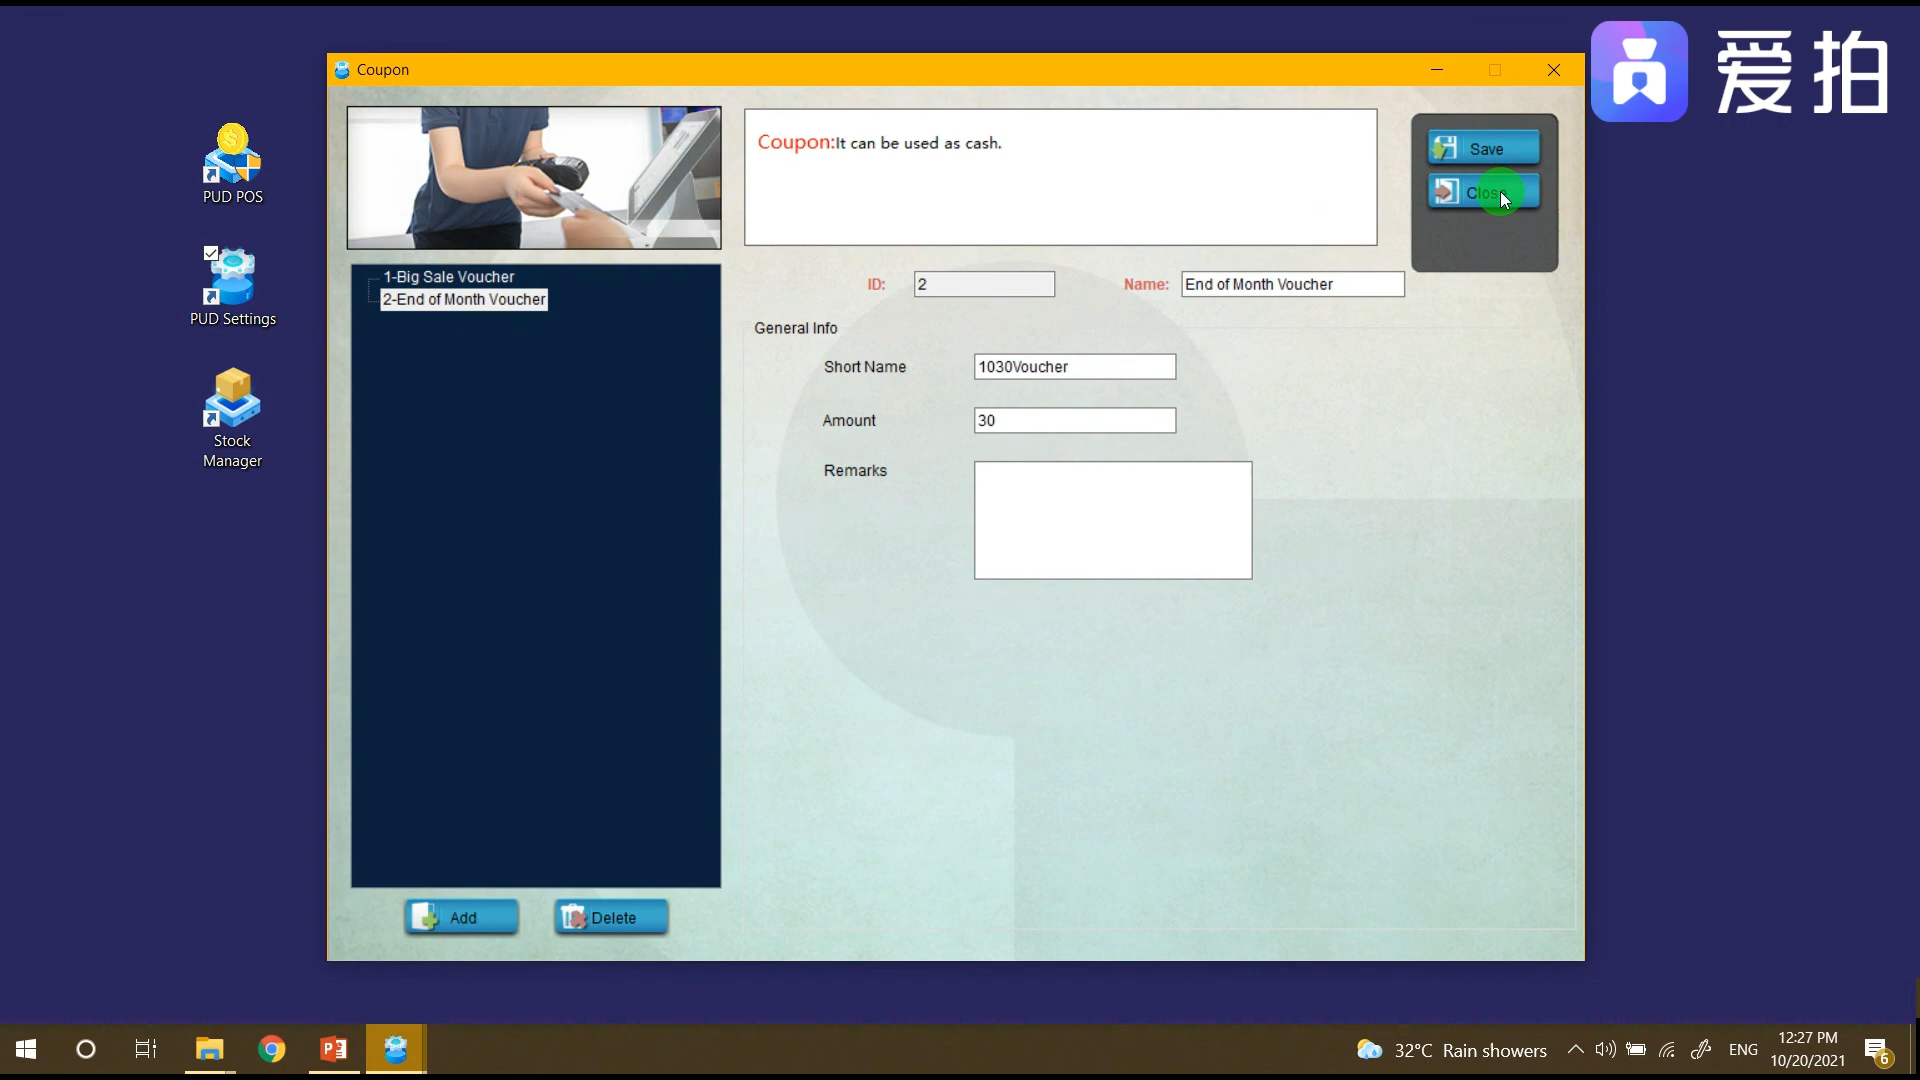 爱拍
Coupon
Coupon:It can be used as cash.
Save
Close
PUD POS
PUD Settings
Stock
Manager
1-Big Sale Voucher
2-End of Month Voucher
ID:
2
Name:
End of Month Voucher
General Info
Short Name
1030Voucher
Amount
30
Remarks
Add
Delete
32°C Rain showers
ENG
12:27 PM
10/20/2021
6